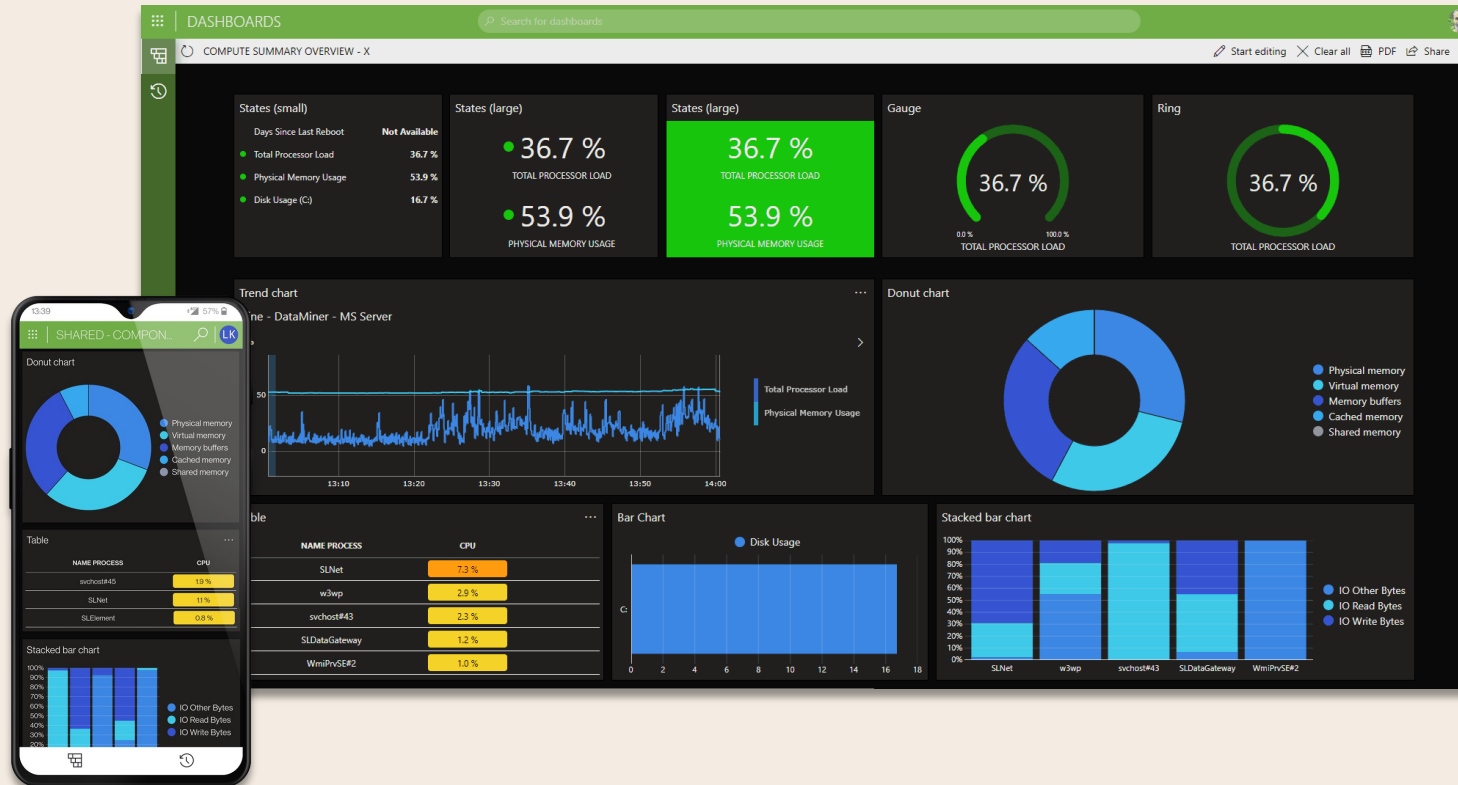 DASHBOARDS
Search for dashboards
COMPUTE SUMMARY OVERVIEW - X
Start editing
Clear all
PDF
Share
States (small)
Days Since Last Reboot Not Available
Total Processor Load 36.7 %
Physical Memory Usage 53.9 %
Disk Usage (C:) 16.7 %
States (large)
36.7 %
TOTAL PROCESSOR LOAD
53.9 %
PHYSICAL MEMORY USAGE
States (large)
36.7 %
TOTAL PROCESSOR LOAD
53.9 %
PHYSICAL MEMORY USAGE
Gauge
36.7 %
0.0 % 100.0 %
TOTAL PROCESSOR LOAD
Ring
36.7 %
TOTAL PROCESSOR LOAD
Trend chart
- DataMiner - MS Server
50
0
13:10 13:20 13:30 13:40 13:50 14:00
Total Processor Load
Physical Memory Usage
Donut chart
Physical memory
Virtual memory
Memory buffers
Cached memory
Shared memory
NAME PROCESS CPU
SLNet 7.3 %
w3wp 2.9 %
svchost#43 2.3 %
SLDataGateway 1.2 %
WmiPrvSE#2 1.0 %
Bar Chart
Disk Usage
C:
0 2 4 6 8 10 12 14 16 18
Stacked bar chart
100%
90%
80%
70%
60%
50%
40%
30%
20%
10%
0%
SLNet w3wp svchost#43 SLDataGateway WmiPrvSE#2
IO Other Bytes
IO Read Bytes
IO Write Bytes
13:39
57%
SHARED - COMPON...
LK
Donut chart
Physical memory
Virtual memory
Memory buffers
Cached memory
Shared memory
Table
NAME PROCESS CPU
svchost#45 1.9 %
SLNet 1.1 %
SLElement 0.8 %
Stacked bar chart
100%
90%
80%
70%
60%
50%
40%
30%
20%
IO Other Bytes
IO Read Bytes
IO Write Bytes